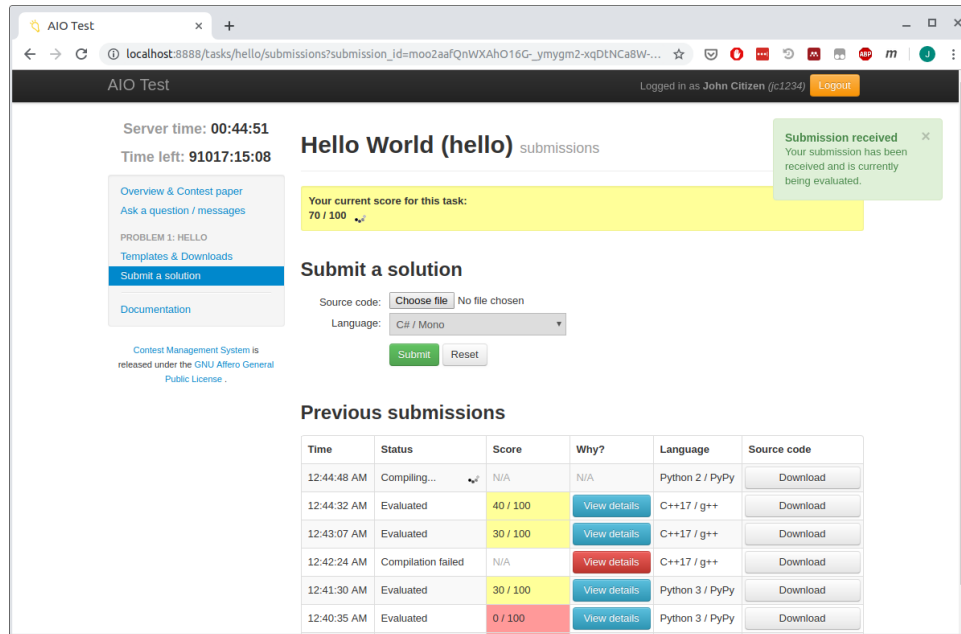 AIO Test
localhost:8888/tasks/hello/submissions?submission_id=moo2aafQnWXAhO16G-_ymygm2-xqDtNCa8W-...
ABP
m
J
AIO Test
Logged in as John Citizen (jc1234)
Logout
Server time: 00:44:51
Time left: 91017:15:08
Overview & Contest paper
Ask a question / messages
PROBLEM 1: HELLO
Templates & Downloads
Submit a solution
Documentation
Contest Management System is
released under the GNU Affero General
Public License .
Hello World (hello) submissions
Submission received ×
Your submission has been
received and is currently
being evaluated.
Your current score for this task:
70 / 100
Submit a solution
Source code: Choose file No file chosen
Language: C# / Mono
Submit Reset
Previous submissions
Time Status Score Why? Language Source code
12:44:48 AM Compiling... N/A N/A Python 2 / PyPy Download
12:44:32 AM Evaluated 40 / 100 View details C++17 / g++ Download
12:43:07 AM Evaluated 30 / 100 View details C++17 / g++ Download
12:42:24 AM Compilation failed N/A View details C++17 / g++ Download
12:41:30 AM Evaluated 30 / 100 View details Python 3 / PyPy Download
12:40:35 AM Evaluated 0 / 100 View details Python 3 / PyPy Download